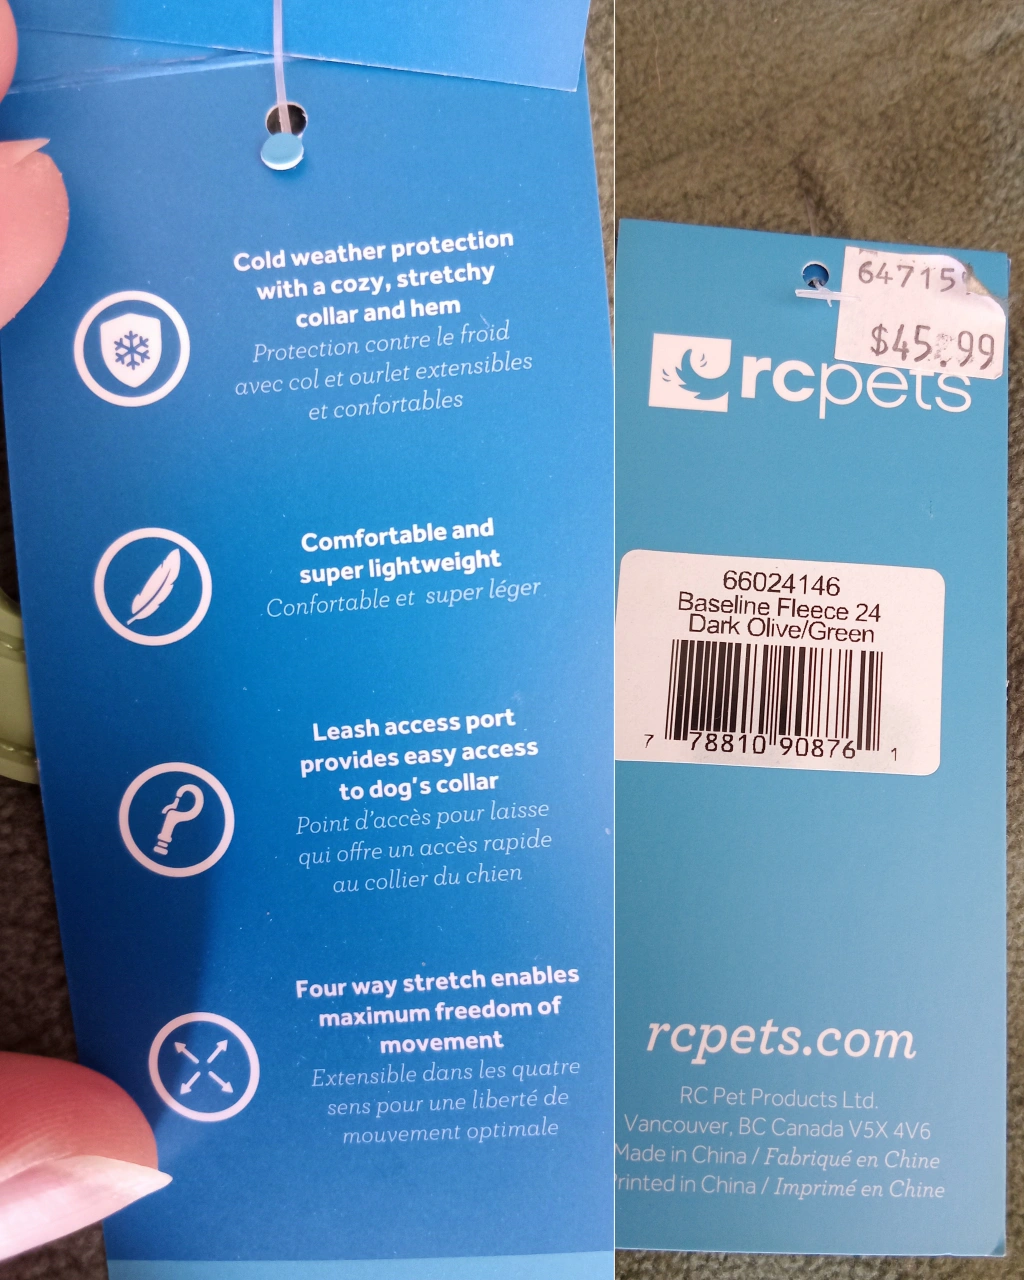 Cold weather protection
with a cozy, stretchy
collar and hem
Protection contre le froid
avec col et ourlet extensibles
et confortables
Comfortable and
super lightweight
Confortable et super léger
Leash access port
provides easy access
to dog's collar
Point d'accès pour laisse
qui offre un accès rapide
au collier du chien
Four way stretch enables
maximum freedom of
movement
Extensible dans les quatre
sens pour une liberté de
mouvement optimale
64715
$45.99
rcpets
66024146
Baseline Fleece 24
Dark Olive/Green
7 78810 90876 1
rcpets.com
RC Pet Products Ltd.
Vancouver, BC Canada V5X 4V6
Made in China / Fabriqué en Chine
Printed in China / Imprimé en Chine